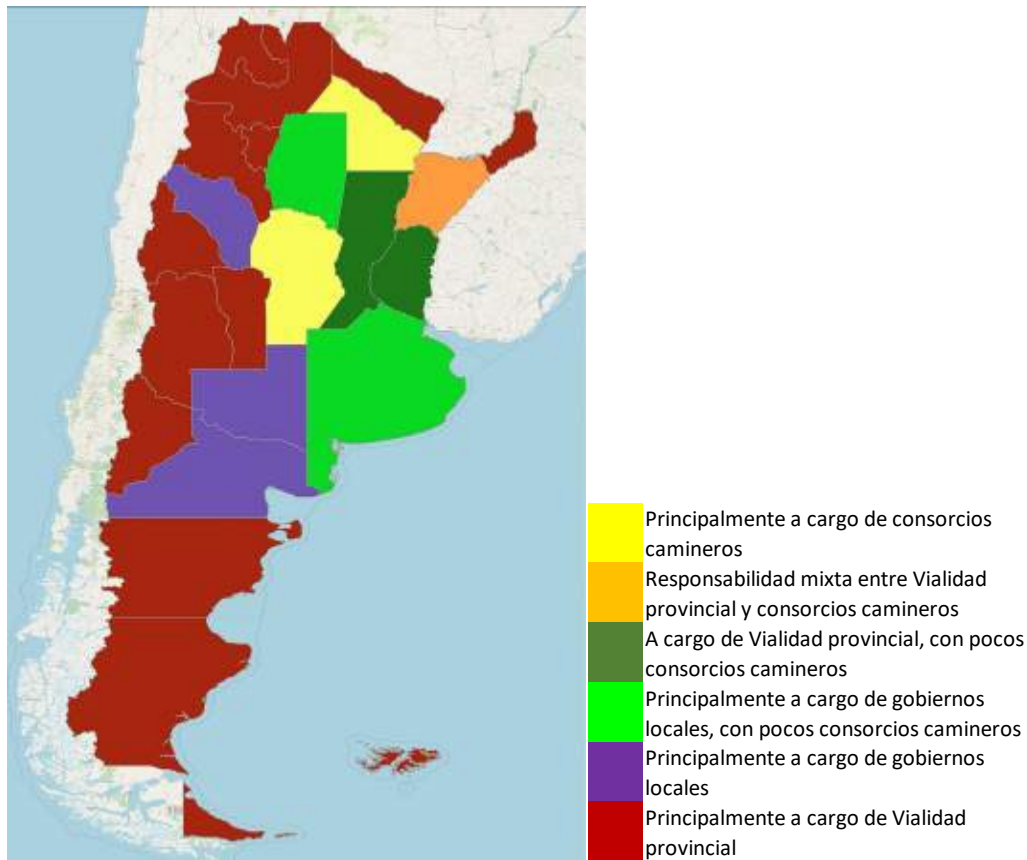 Principalmente a cargo de consorcios
camineros
Responsabilidad mixta entre Vialidad
provincial y consorcios camineros
A cargo de Vialidad provincial, con pocos
consorcios camineros
Principalmente a cargo de gobiernos
locales, con pocos consorcios camineros
Principalmente a cargo de gobiernos
locales
Principalmente a cargo de Vialidad
provincial